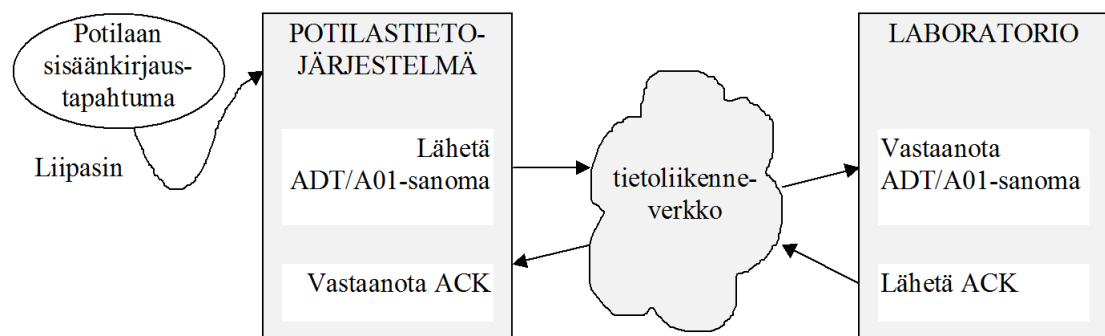 Potilaan
sisäänkirjaus-
tapahtuma
Liipasin
POTILASTIETO-
JÄRJESTELMÄ
Lähetä
ADT/A01-sanoma
Vastaanota ACK
tietoliikenne-
verkko
LABORATORIO
Vastaanota
ADT/A01-sanoma
Lähetä ACK